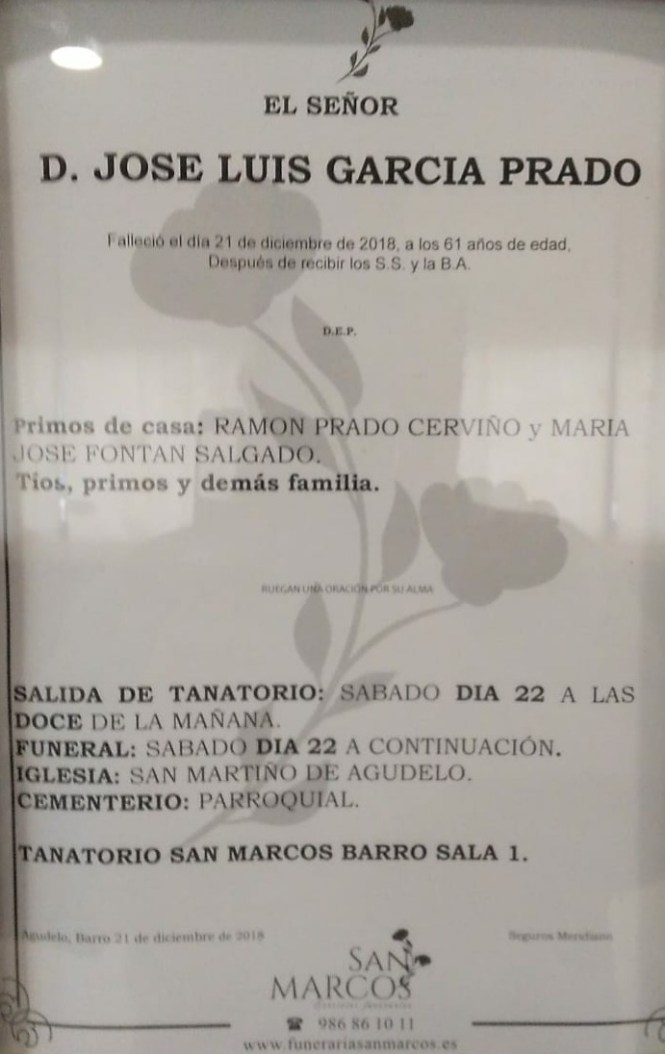 EL SEÑOR
D. JOSE LUIS GARCIA PRADO
Falleció el día 21 de diciembre de 2018, a los 61 años de edad,
Después de recibir los S.S. y la B.A.
D.E.P.
Primos de casa: RAMON PRADO CERVIÑO y MARIA
JOSE FONTAN SALGADO.
Tios, primos y demás familia.
RUEGAN UNA ORACIÓN POR SU ALMA
SALIDA DE TANATORIO: SABADO DIA 22 A LAS
DOCE DE LA MAÑANA.
FUNERAL: SABADO DIA 22 A CONTINUACIÓN.
IGLESIA: SAN MARTIÑO DE AGUDELO.
CEMENTERIO: PARROQUIAL.
TANATORIO SAN MARCOS BARRO SALA 1.
Agudelo, Barro 21 de diciembre de 2018
Seguros Meridiano
SAN
MARCOS
986 86 10 11
www.funerariasanmarcos.es